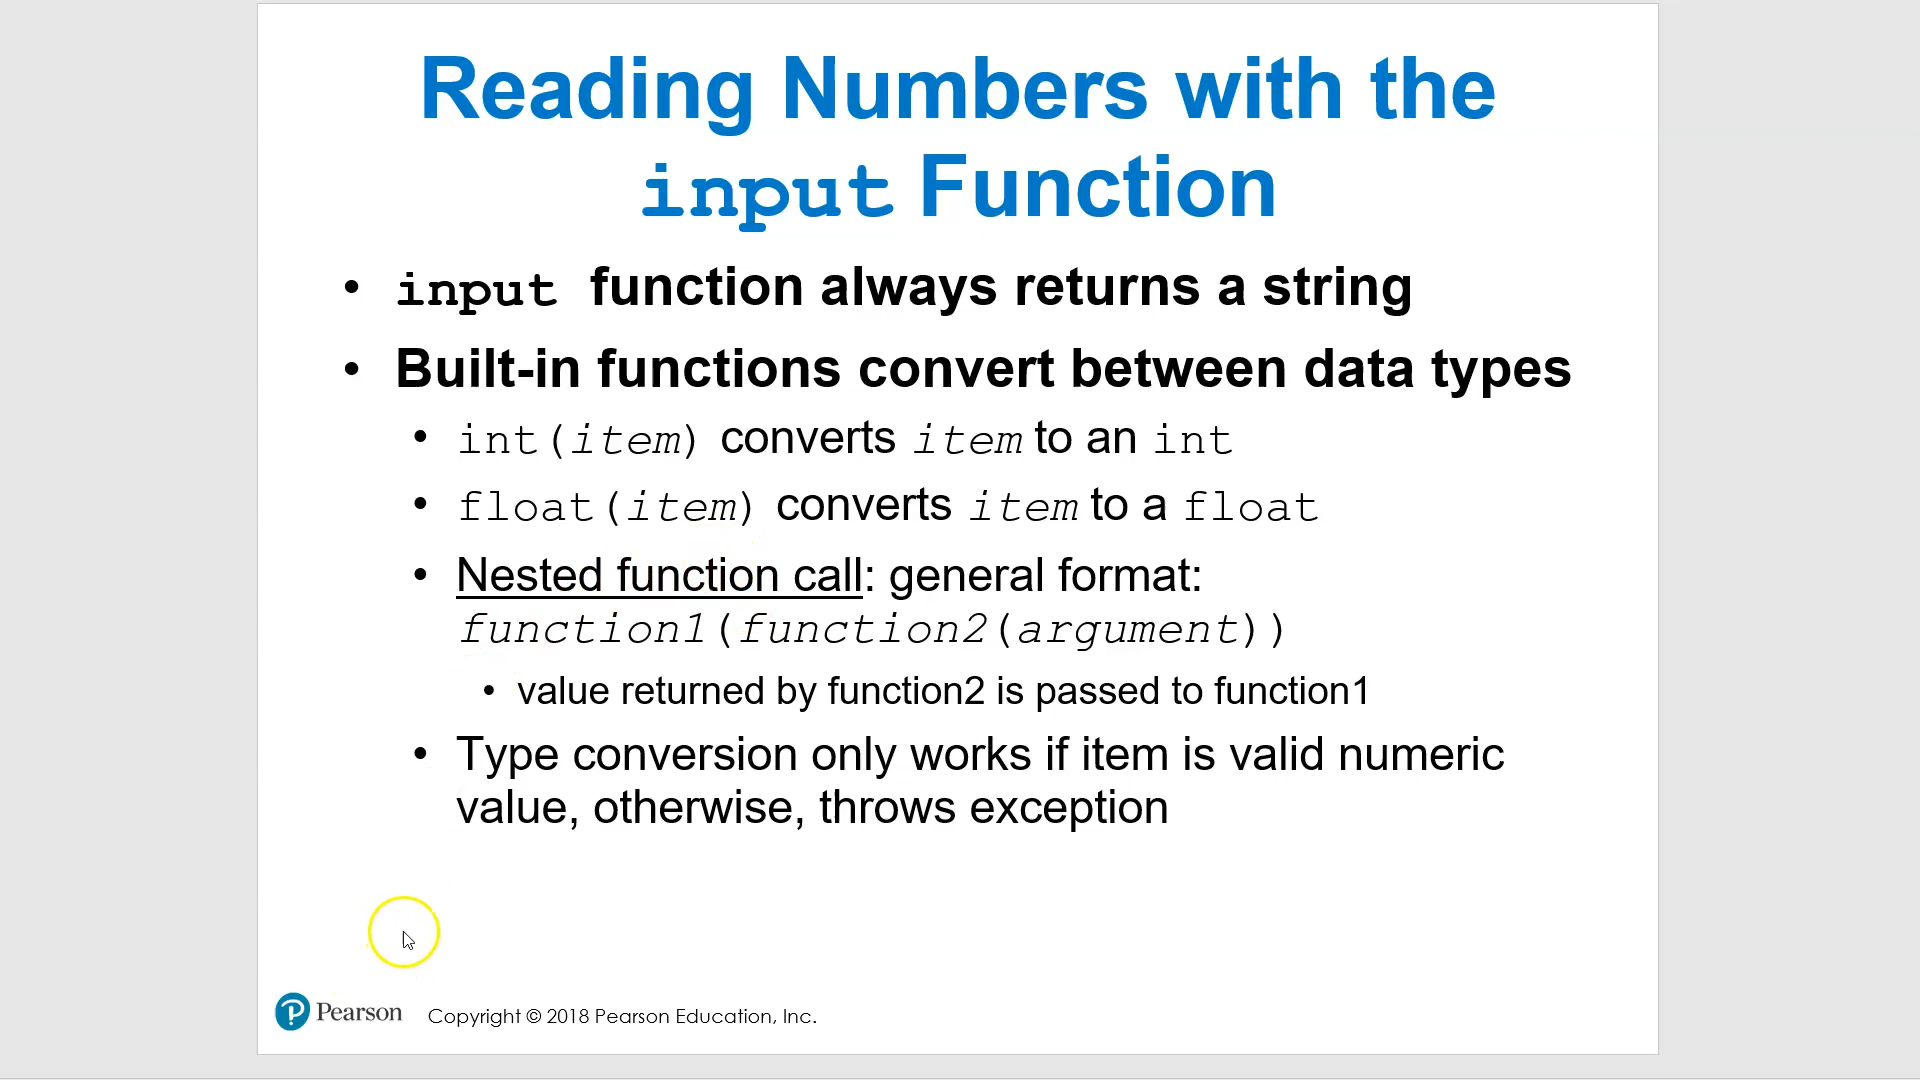 Reading Numbers with the
input Function
• input function always returns a string
• Built-in functions convert between data types
• int(item) converts item to an int
• float(item) converts item to a float
• Nested function call: general format:
function1(function2(argument))
• value returned by function2 is passed to function1
• Type conversion only works if item is valid numeric
value, otherwise, throws exception
Pearson Copyright © 2018 Pearson Education, Inc.